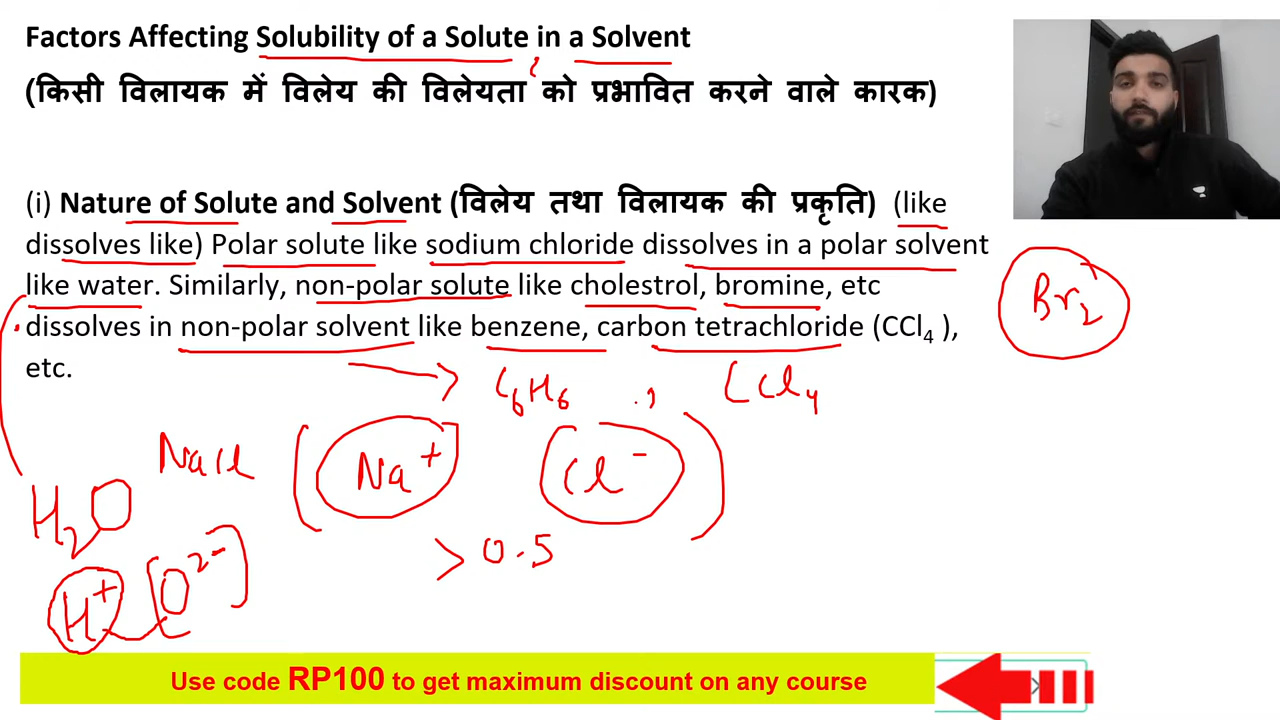 Factors Affecting Solubility of a Solute in a Solvent
(किसी विलायक में विलेय की विलेयता को प्रभावित करने वाले कारक)
(i) Nature of Solute and Solvent (विलेय तथा विलायक की प्रकृति) (like
dissolves like) Polar solute like sodium chloride dissolves in a polar solvent
like water. Similarly, non-polar solute like cholestrol, bromine, etc
dissolves in non-polar solvent like benzene, carbon tetrachloride (CCl4 ),
etc.
Br2
C6H6 , CCl4
NaCl [Na+] [Cl-]
H2O
> 0.5
H+ [O2-]
Use code RP100 to get maximum discount on any course